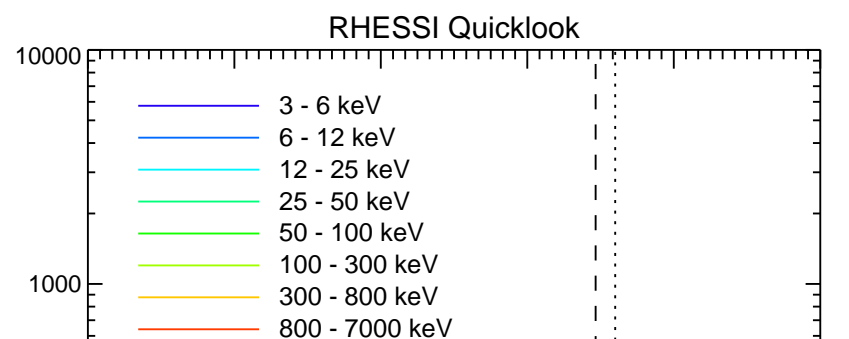 RHESSI Quicklook
10000
3 - 6 keV
6 - 12 keV
12 - 25 keV
25 - 50 keV
50 - 100 keV
100 - 300 keV
1000
300 - 800 keV
800 - 7000 keV